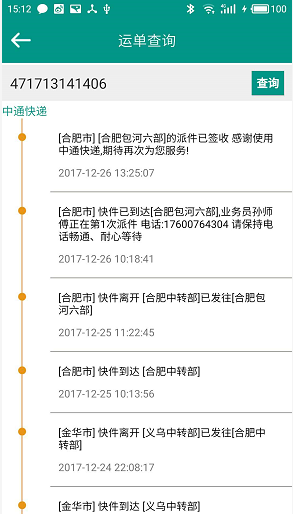 15:12
100
运单查询
471713141406
查询
中通快递
[合肥市] [合肥包河六部]的派件已签收 感谢使用
中通快递,期待再次为您服务!
2017-12-26 13:25:07
[合肥市] 快件已到达[合肥包河六部],业务员孙师
傅正在第1次派件 电话:17600764304 请保持电
话畅通、耐心等待
2017-12-26 10:18:41
[合肥市] 快件离开 [合肥中转部]已发往[合肥包
河六部]
2017-12-25 11:22:45
[合肥市] 快件到达 [合肥中转部]
2017-12-25 10:13:56
[金华市] 快件离开 [义乌中转部]已发往[合肥中
转部]
2017-12-24 22:08:17
[金华市] 快件到达 [义乌中转部]